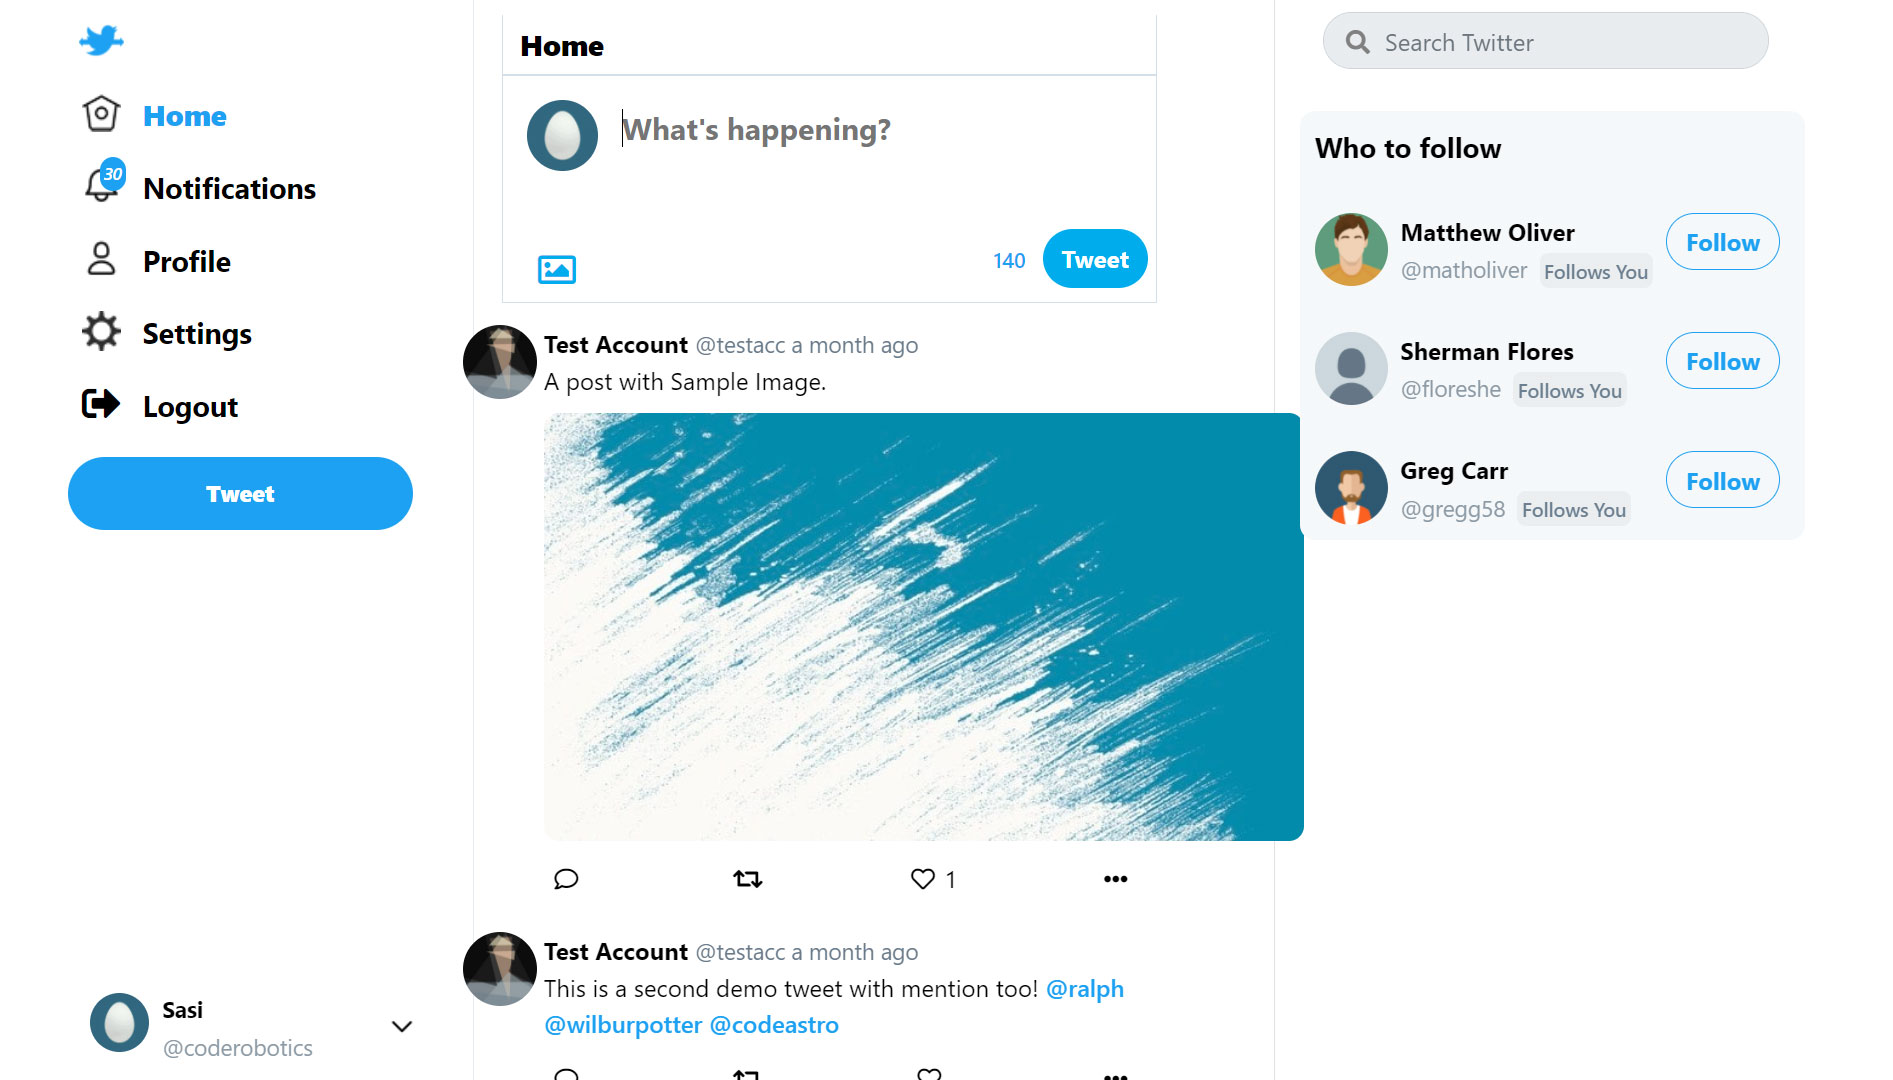 Home
30
Notifications
Profile
Settings
Logout
Tweet
Sasi
@coderobotics
Home
What's happening?
140
Tweet
Test Account @testacc a month ago
A post with Sample Image.
1
Test Account @testacc a month ago
This is a second demo tweet with mention too! @ralph
@wilburpotter @codeastro
Search Twitter
Who to follow
Matthew Oliver
@matholiver Follows You
Follow
Sherman Flores
@floreshe Follows You
Follow
Greg Carr
@gregg58 Follows You
Follow